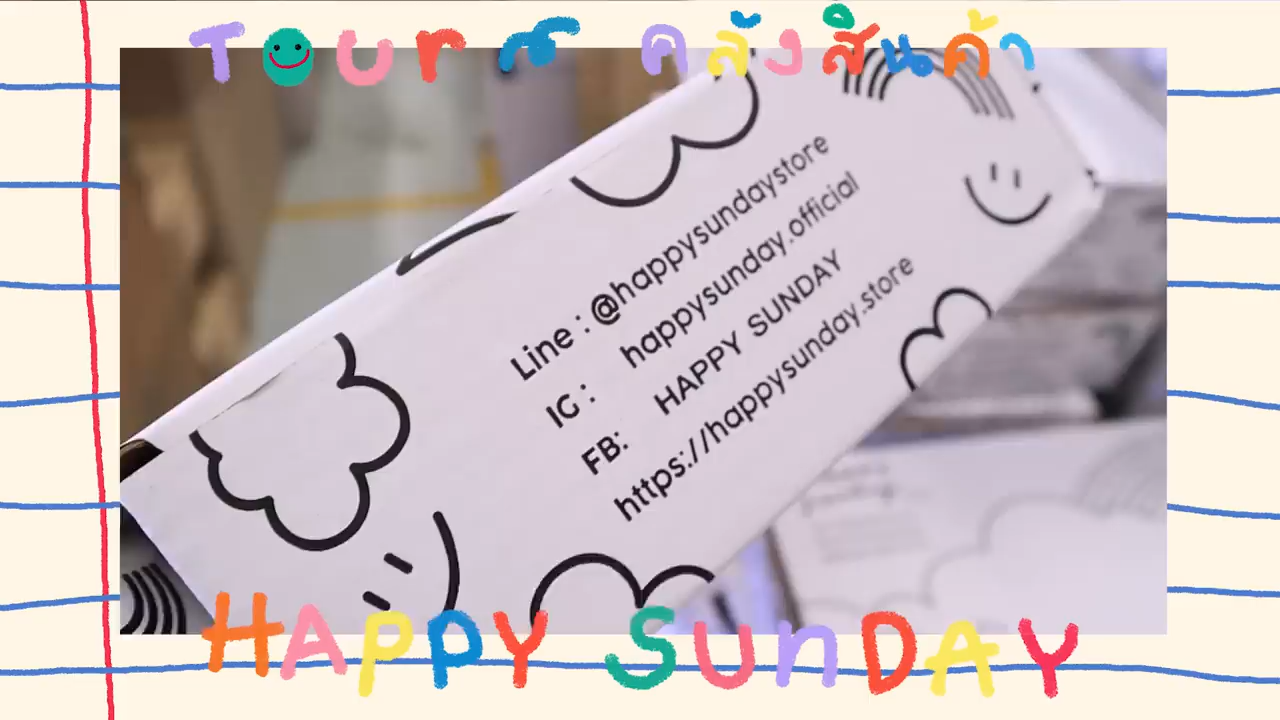 TOUR ณ คลังสินค้า
Line : @happysundaystore
IG : happysunday.official
FB: HAPPY SUNDAY
https://happysunday.store
HAPPY SUNDAY